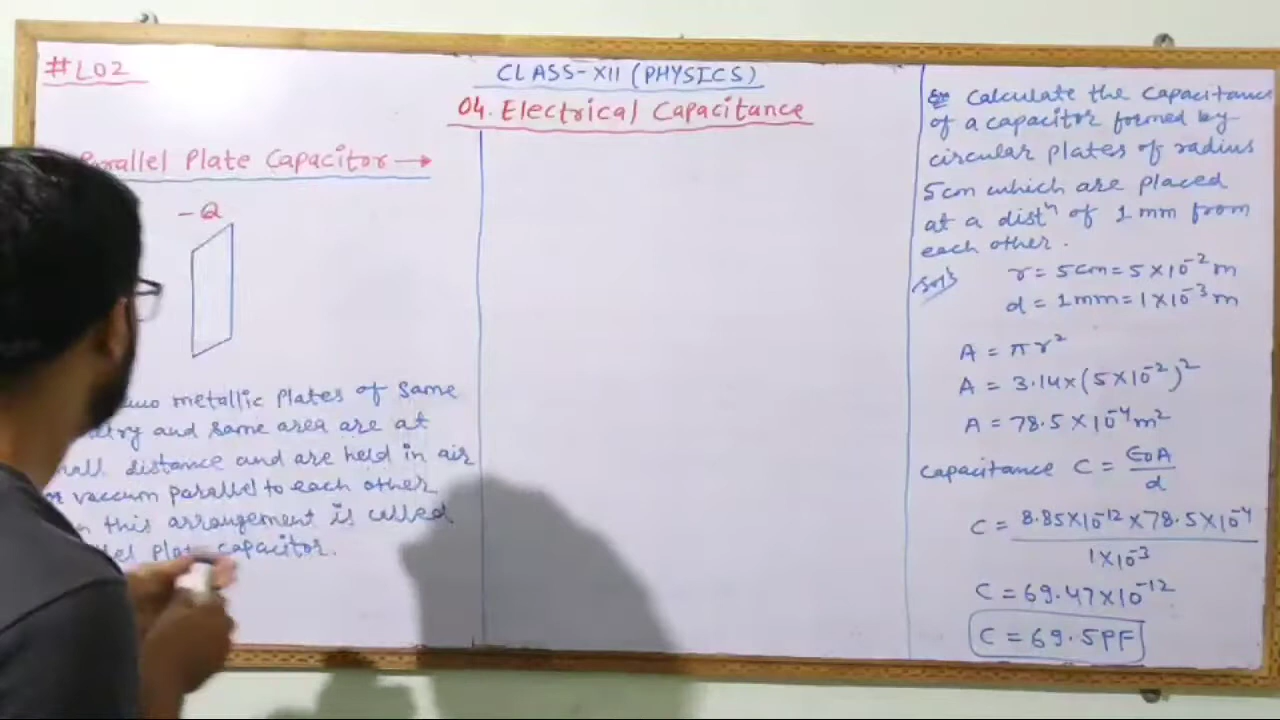 #L02
CLASS-XII (PHYSICS)
04. Electrical Capacitance
Parallel Plate Capacitor →
-Q
two metallic plates of same
and same area are at
distance and are held in air
vaccum parallel to each other
this arrangement is called
plate capacitor.
Ex Calculate the capacitance
of a capacitor formed by
circular plates of radius
5cm which are placed
at a distⁿ of 1 mm from
each other.
Solⁿ
r = 5cm = 5 × 10⁻² m
d = 1mm = 1 × 10⁻³ m
A = πr²
A = 3.14 × (5 × 10⁻²)²
A = 78.5 × 10⁻⁴ m²
Capacitance C = ϵ0A / d
C = 8.85 × 10⁻¹² × 78.5 × 10⁻⁴ / 1 × 10⁻³
C = 69.47 × 10⁻¹²
C = 69.5 PF